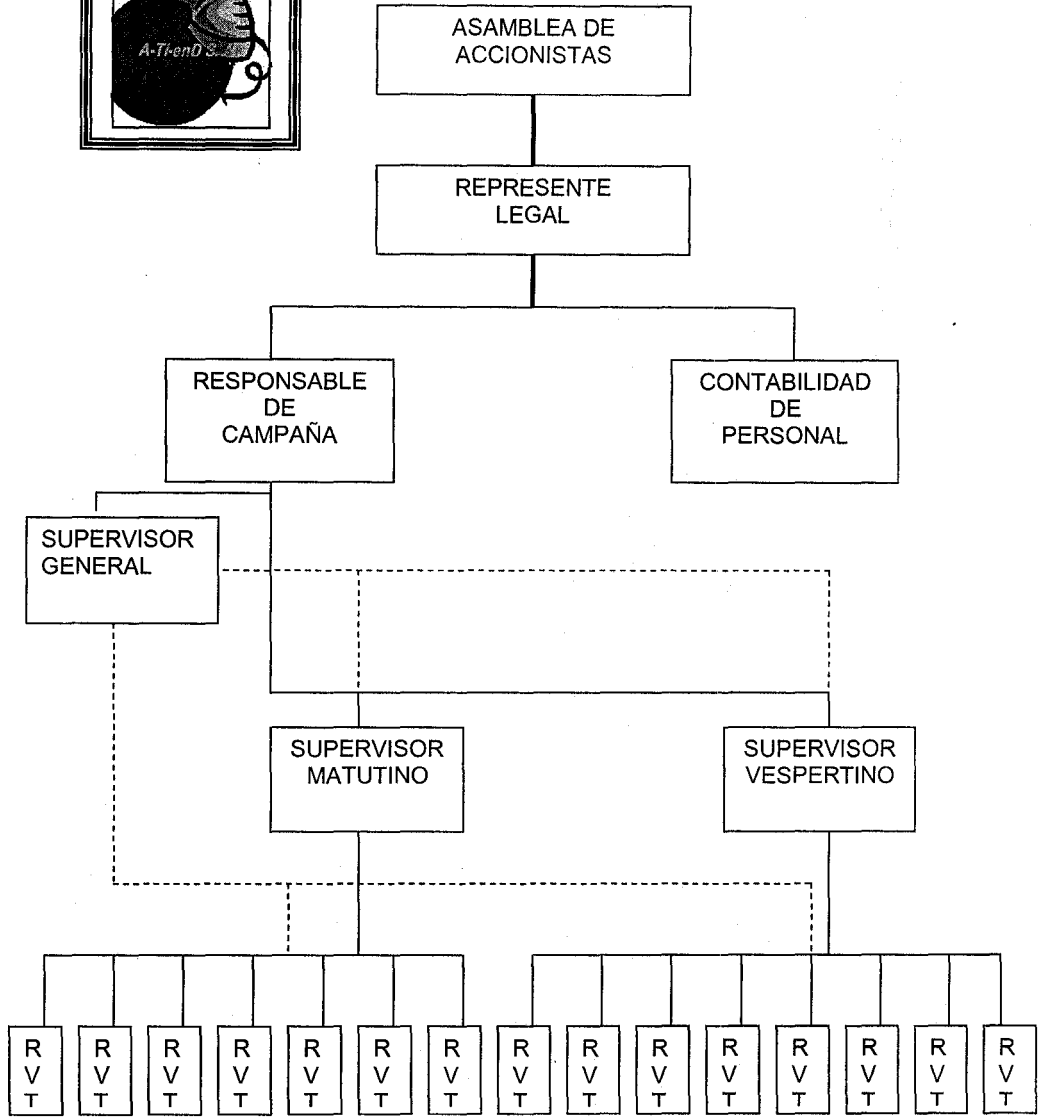 A-TI-enD S
ASAMBLEA DE
ACCIONISTAS
REPRESENTE
LEGAL
RESPONSABLE
DE
CAMPAÑA
CONTABILIDAD
DE
PERSONAL
SUPERVISOR
GENERAL
SUPERVISOR
MATUTINO
SUPERVISOR
VESPERTINO
R
V
T
R
V
T
R
V
T
R
V
T
R
V
T
R
V
T
R
V
T
R
V
T
R
V
T
R
V
T
R
V
T
R
V
T
R
V
T
R
V
T
R
V
T